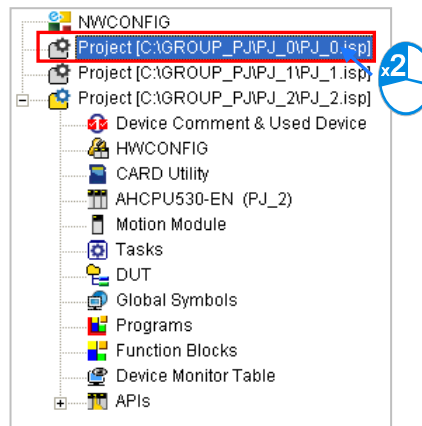 NWCONFIG
Project [C:\GROUP_PJ\PJ_0\PJ_0.isp]
x2
Project [C:\GROUP_PJ\PJ_1\PJ_1.isp]
Project [C:\GROUP_PJ\PJ_2\PJ_2.isp]
Device Comment & Used Device
HWCONFIG
CARD Utility
AHCPU530-EN (PJ_2)
Motion Module
Tasks
DUT
Global Symbols
Programs
Function Blocks
Device Monitor Table
APIs